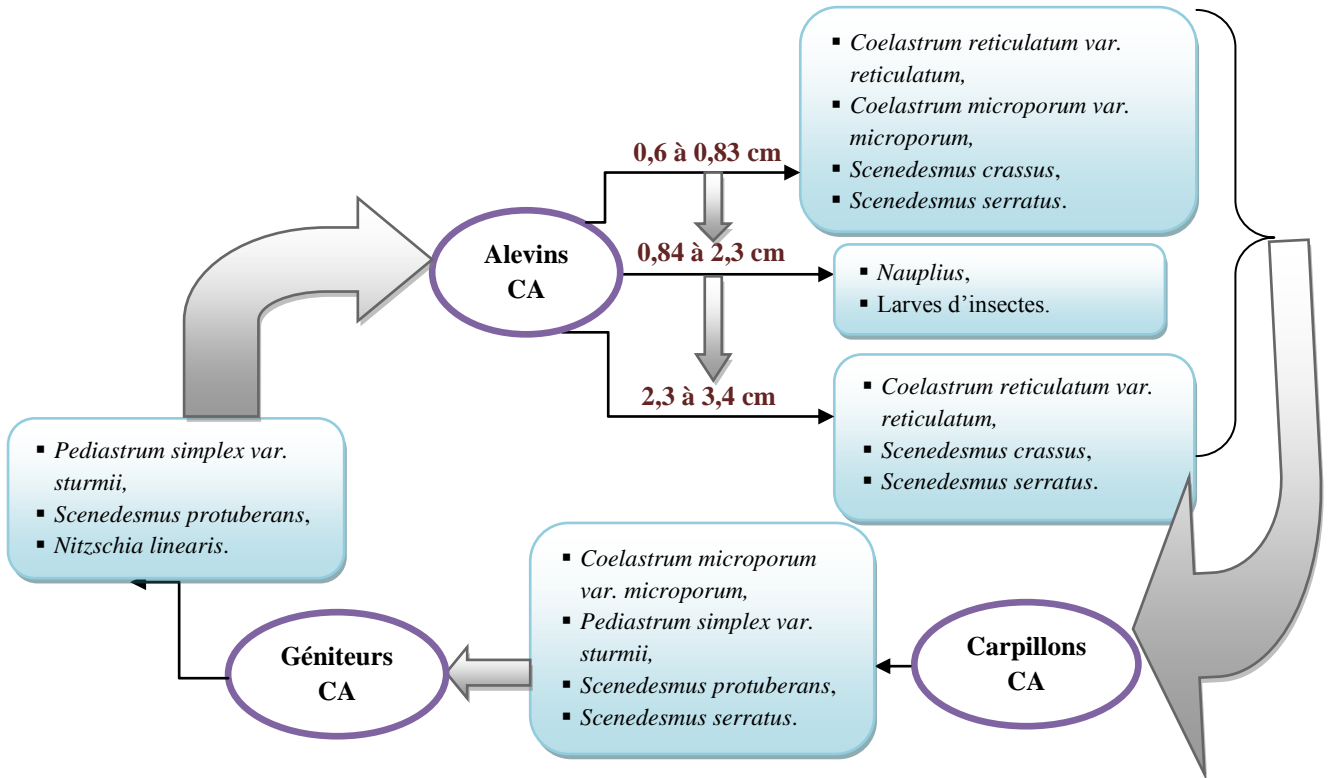 ▪ Coelastrum reticulatum var.
reticulatum,
▪ Coelastrum microporum var.
microporum,
▪ Scenedesmus crassus,
▪ Scenedesmus serratus.
0,6 à 0,83 cm
Alevins
CA
0,84 à 2,3 cm
▪ Nauplius,
▪ Larves d'insectes.
2,3 à 3,4 cm
▪ Coelastrum reticulatum var.
reticulatum,
▪ Scenedesmus crassus,
▪ Scenedesmus serratus.
▪ Pediastrum simplex var.
sturmii,
▪ Scenedesmus protuberans,
▪ Nitzschia linearis.
▪ Coelastrum microporum
var. microporum,
▪ Pediastrum simplex var.
sturmii,
▪ Scenedesmus protuberans,
▪ Scenedesmus serratus.
Géniteurs
CA
Carpillons
CA